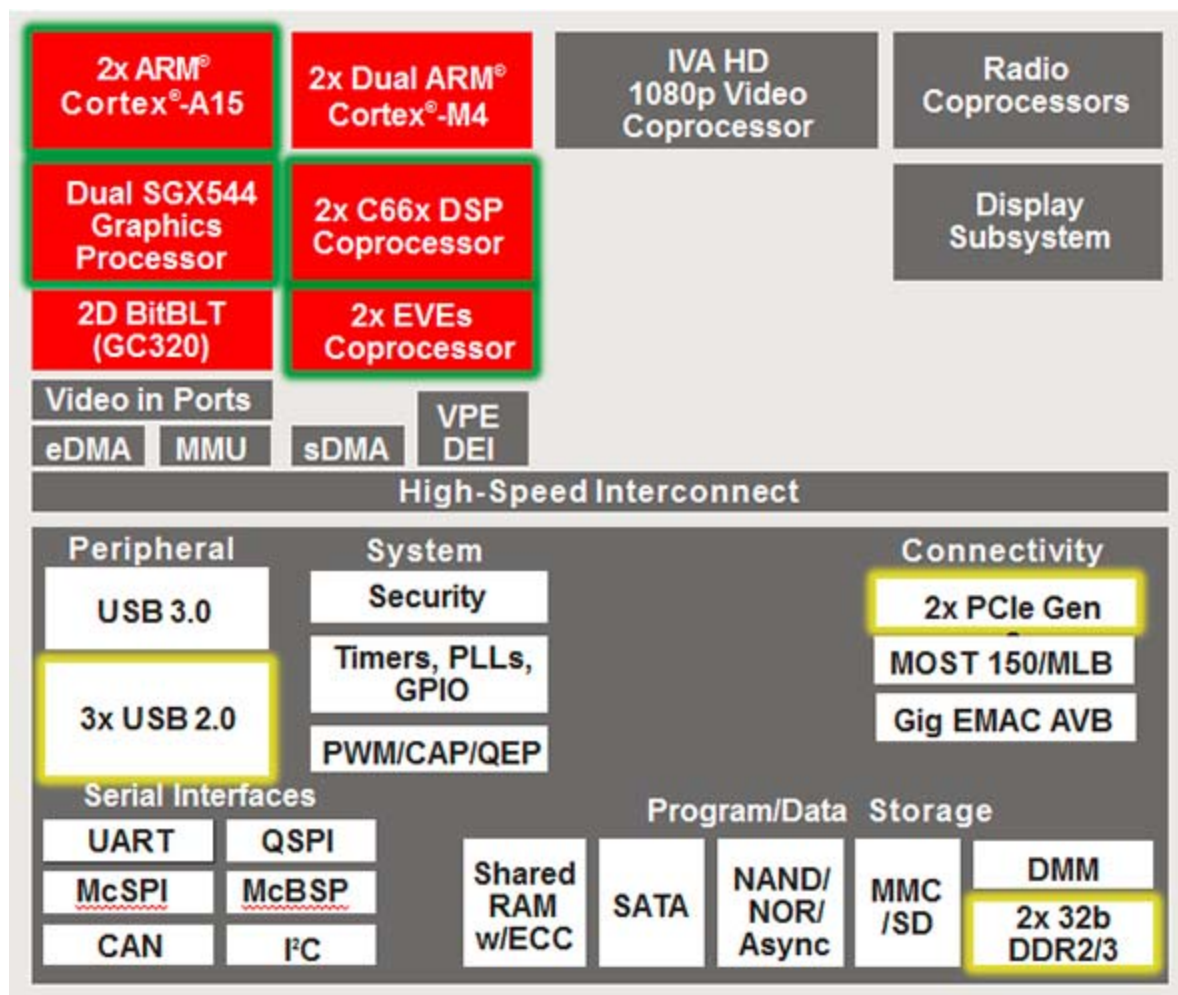 2x ARM®
Cortex®-A15
2x Dual ARM®
Cortex®-M4
IVA HD
1080p Video
Coprocessor
Radio
Coprocessors
Dual SGX544
Graphics
Processor
2x C66x DSP
Coprocessor
Display
Subsystem
2D BitBLT
(GC320)
2x EVEs
Coprocessor
Video in Ports
eDMA
MMU
sDMA
VPE
DEI
High-Speed Interconnect
Peripheral
USB 3.0
3x USB 2.0
System
Security
Timers, PLLs,
GPIO
PWM/CAP/QEP
Connectivity
2x PCIe Gen
MOST 150/MLB
Gig EMAC AVB
Serial Interfaces
UART
QSPI
McSPI
McBSP
CAN
I²C
Program/Data Storage
Shared
RAM
w/ECC
SATA
NAND/
NOR/
Async
MMC
/SD
DMM
2x 32b
DDR2/3